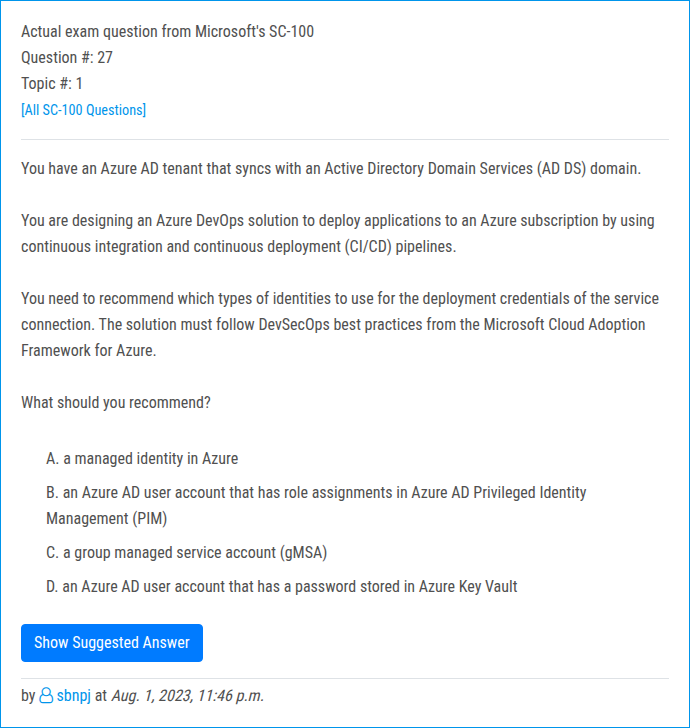 Actual exam question from Microsoft's SC-100
Question #: 27
Topic #: 1
[All SC-100 Questions]
You have an Azure AD tenant that syncs with an Active Directory Domain Services (AD DS) domain.
You are designing an Azure DevOps solution to deploy applications to an Azure subscription by using
continuous integration and continuous deployment (CI/CD) pipelines.
You need to recommend which types of identities to use for the deployment credentials of the service
connection. The solution must follow DevSecOps best practices from the Microsoft Cloud Adoption
Framework for Azure.
What should you recommend?
A. a managed identity in Azure
B. an Azure AD user account that has role assignments in Azure AD Privileged Identity
Management (PIM)
C. a group managed service account (gMSA)
D. an Azure AD user account that has a password stored in Azure Key Vault
Show Suggested Answer
by sbnpj at Aug. 1, 2023, 11:46 p.m.